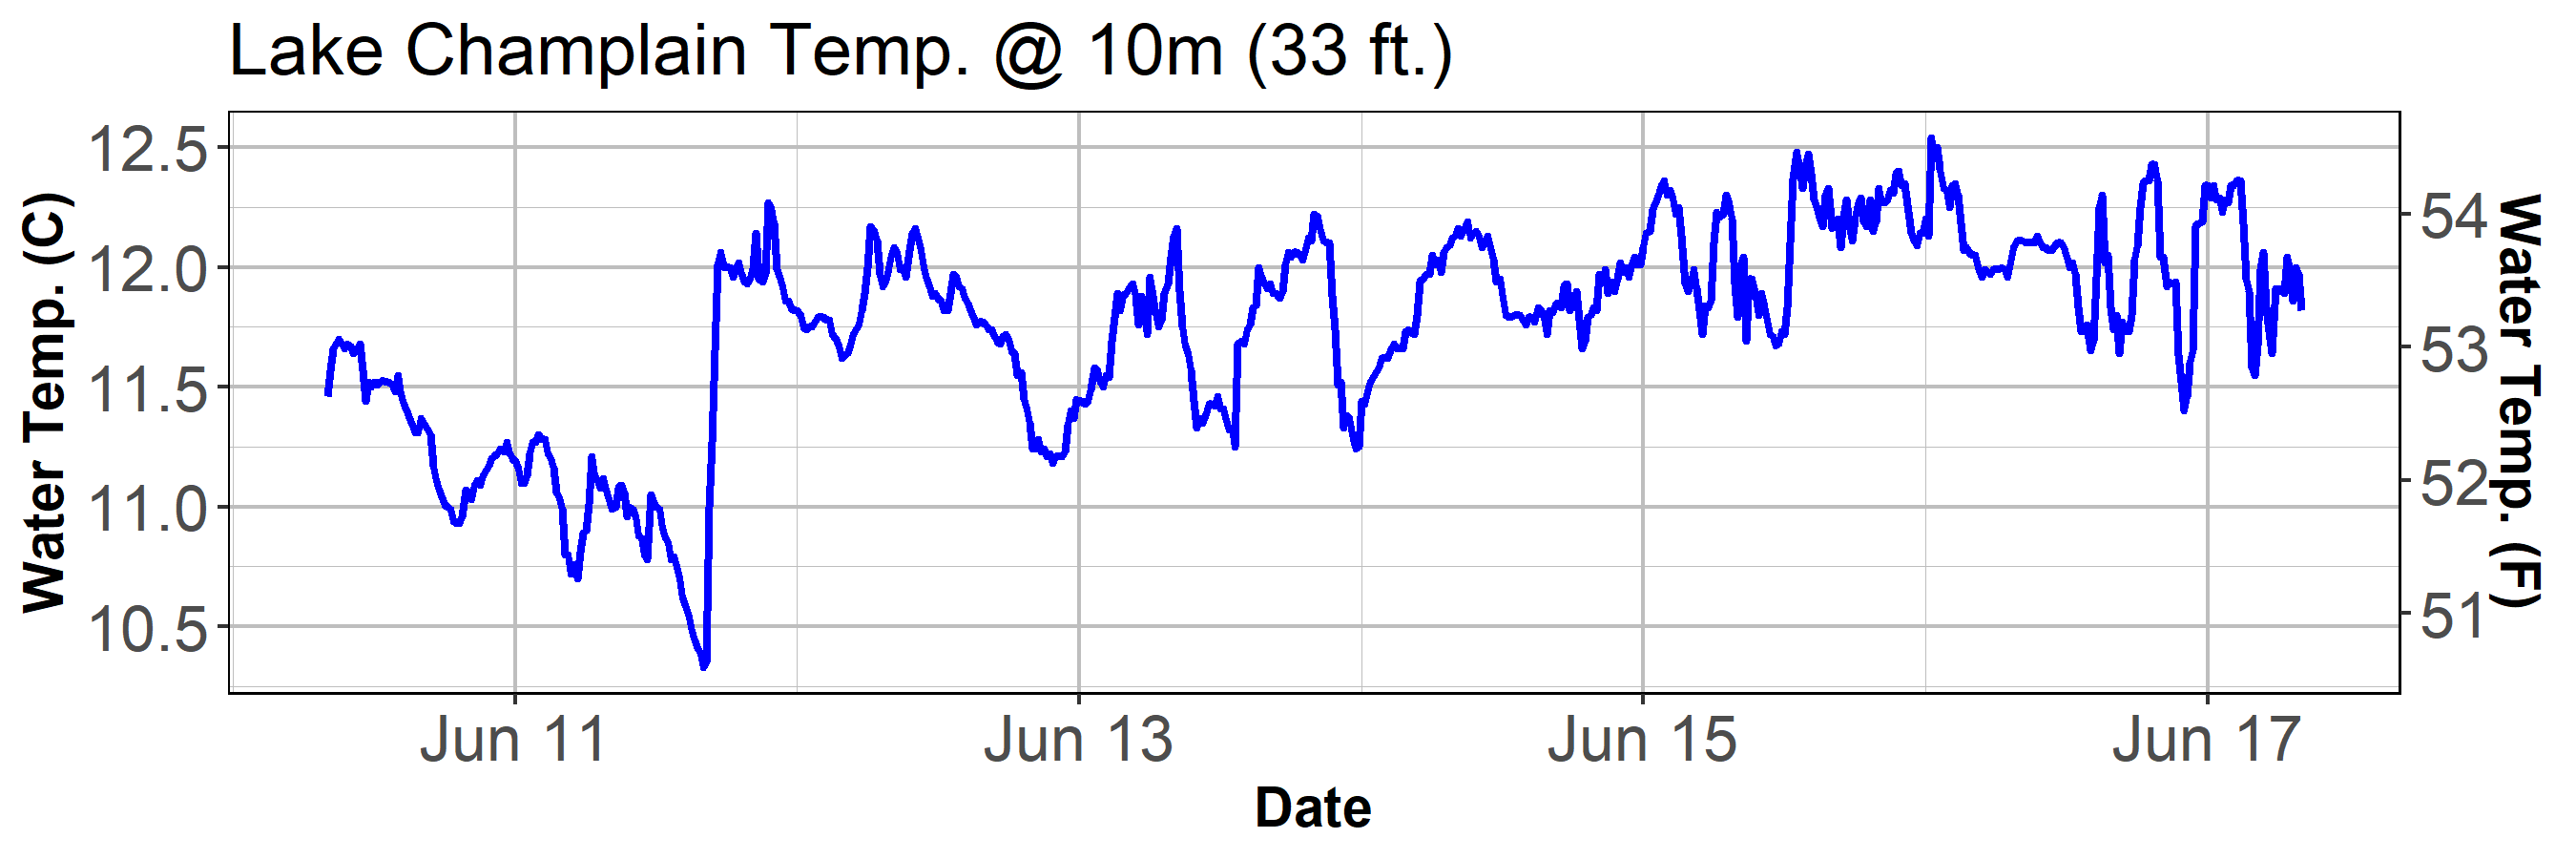 Lake Champlain Temp. @ 10m (33 ft.)
Water Temp. (C)
12.5
12.0
11.5
11.0
10.5
54
53
52
51
Water Temp. (F)
Jun 11
Jun 13
Jun 15
Jun 17
Date